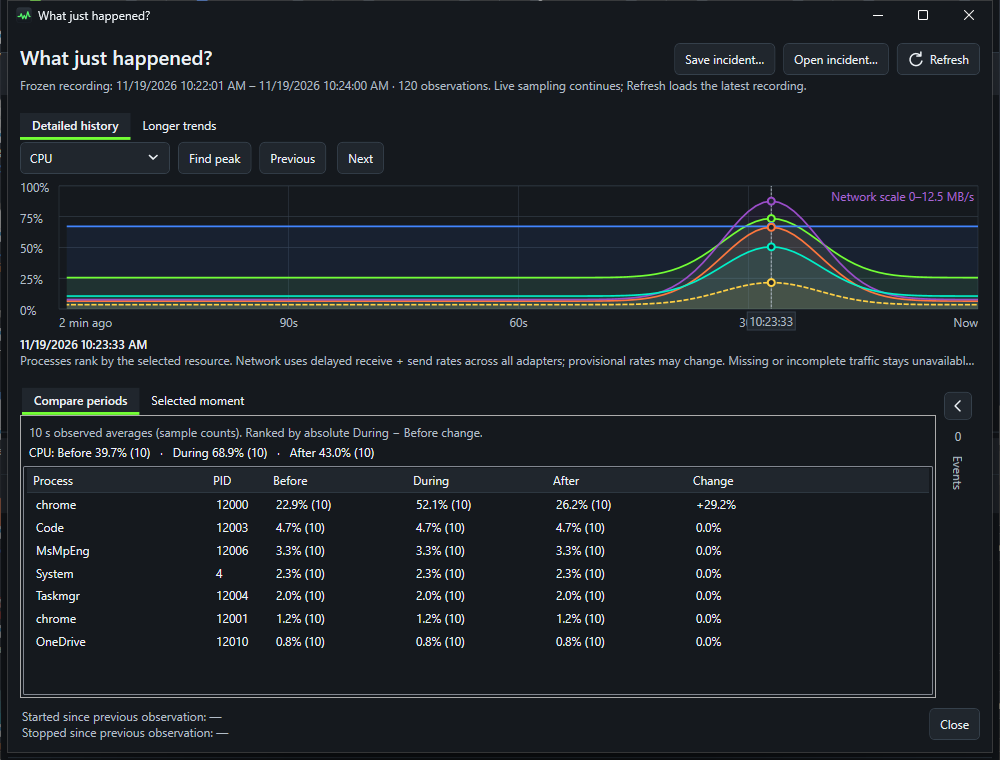 What just happened?
What just happened?
Save incident...
Open incident...
Refresh
Frozen recording: 11/19/2026 10:22:01 AM – 11/19/2026 10:24:00 AM · 120 observations. Live sampling continues; Refresh loads the latest recording.
Detailed history
Longer trends
CPU
Find peak
Previous
Next
100%
Network scale 0–12.5 MB/s
75%
50%
25%
0%
2 min ago 90s 60s 10:23:33 Now
11/19/2026 10:23:33 AM
Processes rank by the selected resource. Network uses delayed receive + send rates across all adapters; provisional rates may change. Missing or incomplete traffic stays unavailabl...
Compare periods
Selected moment
10 s observed averages (sample counts). Ranked by absolute During – Before change.
CPU: Before 39.7% (10) · During 68.9% (10) · After 43.0% (10)
0
Events
Process PID Before During After Change
chrome 12000 22.9% (10) 52.1% (10) 26.2% (10) +29.2%
Code 12003 4.7% (10) 4.7% (10) 4.7% (10) 0.0%
MsMpEng 12006 3.3% (10) 3.3% (10) 3.3% (10) 0.0%
System 4 2.3% (10) 2.3% (10) 2.3% (10) 0.0%
Taskmgr 12004 2.0% (10) 2.0% (10) 2.0% (10) 0.0%
chrome 12001 1.2% (10) 1.2% (10) 1.2% (10) 0.0%
OneDrive 12010 0.8% (10) 0.8% (10) 0.8% (10) 0.0%
Started since previous observation: —
Stopped since previous observation: —
Close